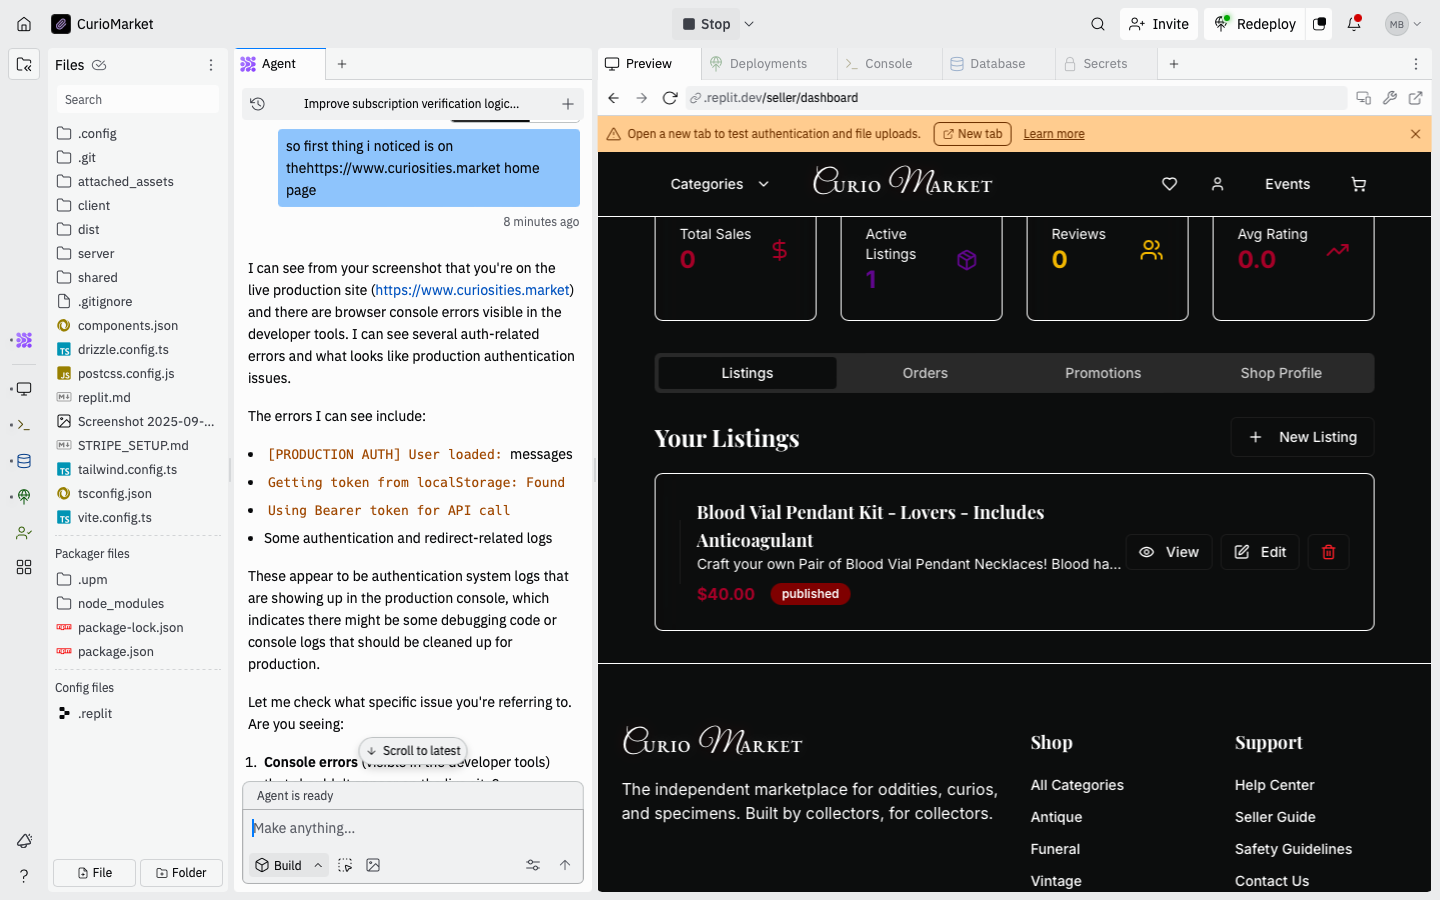 CurioMarket
Stop
Invite
Redeploy
MB
Files
Search
.config
.git
attached_assets
client
dist
server
shared
.gitignore
components.json
drizzle.config.ts
postcss.config.js
replit.md
Screenshot 2025-09-...
STRIPE_SETUP.md
tailwind.config.ts
tsconfig.json
vite.config.ts
Packager files
.upm
node_modules
package-lock.json
package.json
Config files
.replit
File
Folder
Agent
Improve subscription verification logic...
so first thing i noticed is on
thehttps://www.curiosities.market home
page
8 minutes ago
I can see from your screenshot that you're on the
live production site (https://www.curiosities.market)
and there are browser console errors visible in the
developer tools. I can see several auth-related
errors and what looks like production authentication
issues.
The errors I can see include:
• [PRODUCTION AUTH] User loaded: messages
• Getting token from localStorage: Found
• Using Bearer token for API call
• Some authentication and redirect-related logs
These appear to be authentication system logs that
are showing up in the production console, which
indicates there might be some debugging code or
console logs that should be cleaned up for
production.
Let me check what specific issue you're referring to.
Are you seeing:
1. Console errors (visible in the developer tools)
Scroll to latest
Agent is ready
Make anything...
Build
Preview
Deployments
Console
Database
Secrets
.replit.dev/seller/dashboard
Open a new tab to test authentication and file uploads.
New tab
Learn more
Categories
Curio Market
Events
Total Sales
0
Active
Listings
1
Reviews
0
Avg Rating
0.0
Listings
Orders
Promotions
Shop Profile
Your Listings
New Listing
Blood Vial Pendant Kit - Lovers - Includes
Anticoagulant
Craft your own Pair of Blood Vial Pendant Necklaces! Blood ha...
$40.00
published
View
Edit
Curio Market
The independent marketplace for oddities, curios,
and specimens. Built by collectors, for collectors.
Shop
All Categories
Antique
Funeral
Vintage
Support
Help Center
Seller Guide
Safety Guidelines
Contact Us